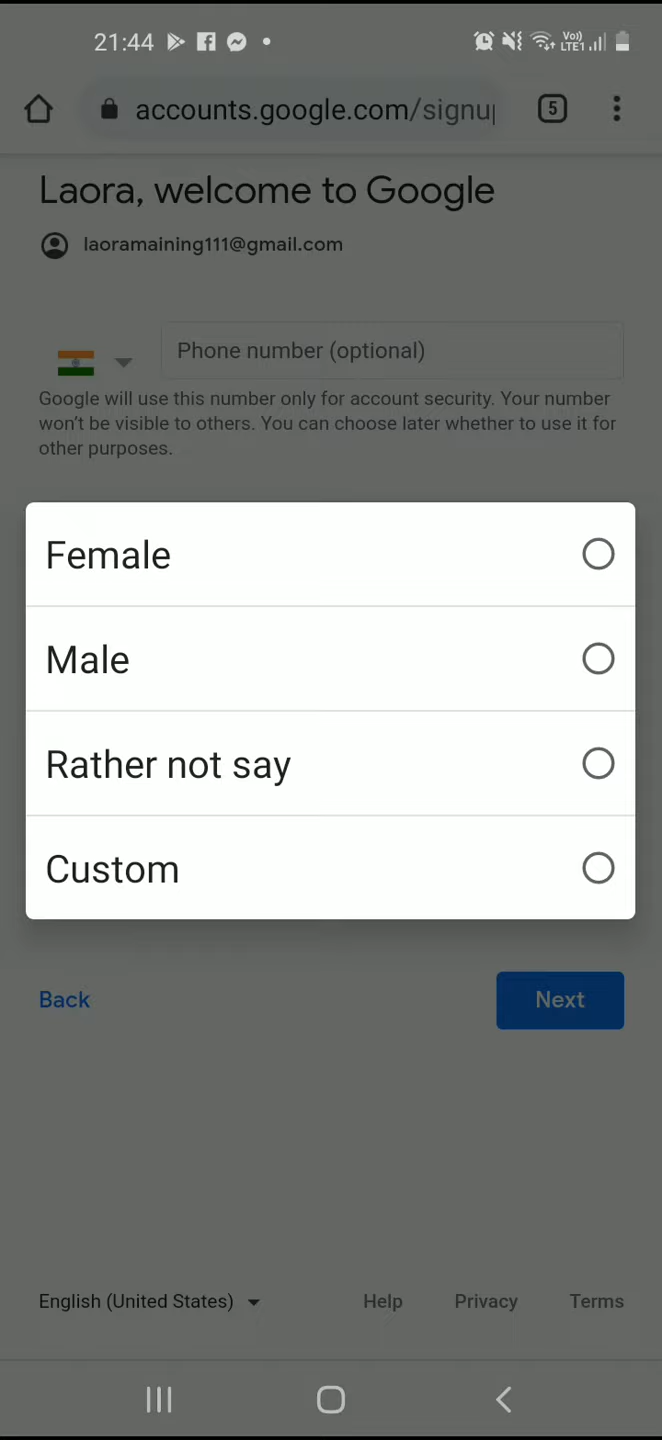 21:44
Vo))
LTE1
accounts.google.com/signu
5
Laora, welcome to Google
laoramaining111@gmail.com
Phone number (optional)
Google will use this number only for account security. Your number
won't be visible to others. You can choose later whether to use it for
other purposes.
Female
Male
Rather not say
Custom
Back
Next
English (United States)
Help
Privacy
Terms